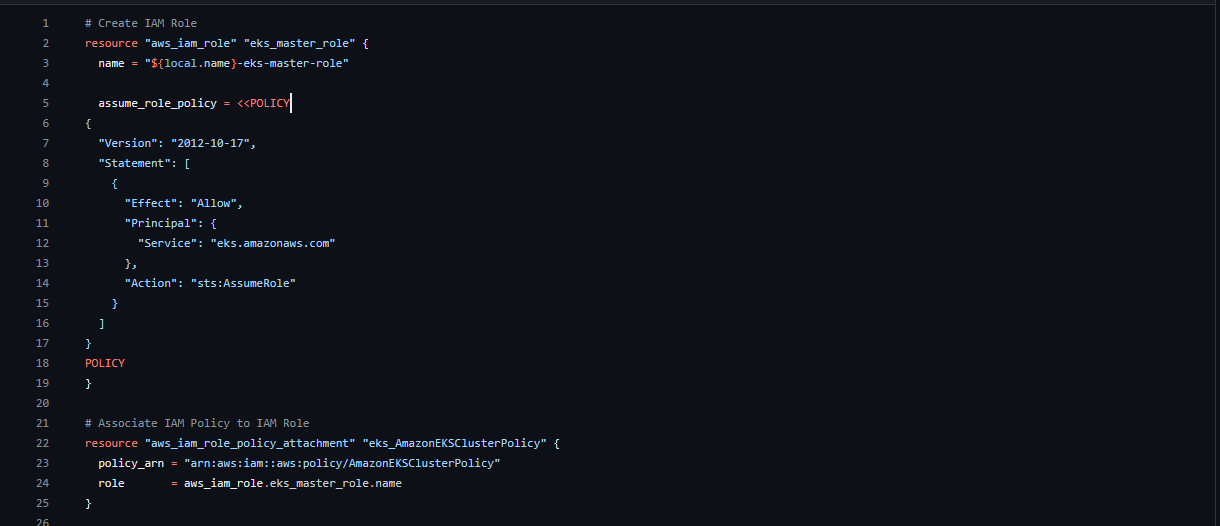 1 # Create IAM Role
2 resource "aws_iam_role" "eks_master_role" {
3   name = "${local.name}-eks-master-role"
4
5   assume_role_policy = <<POLICY
6 {
7   "Version": "2012-10-17",
8   "Statement": [
9     {
10       "Effect": "Allow",
11       "Principal": {
12         "Service": "eks.amazonaws.com"
13       },
14       "Action": "sts:AssumeRole"
15     }
16   ]
17 }
18 POLICY
19 }
20
21 # Associate IAM Policy to IAM Role
22 resource "aws_iam_role_policy_attachment" "eks_AmazonEKSClusterPolicy" {
23   policy_arn = "arn:aws:iam::aws:policy/AmazonEKSClusterPolicy"
24   role       = aws_iam_role.eks_master_role.name
25 }
26